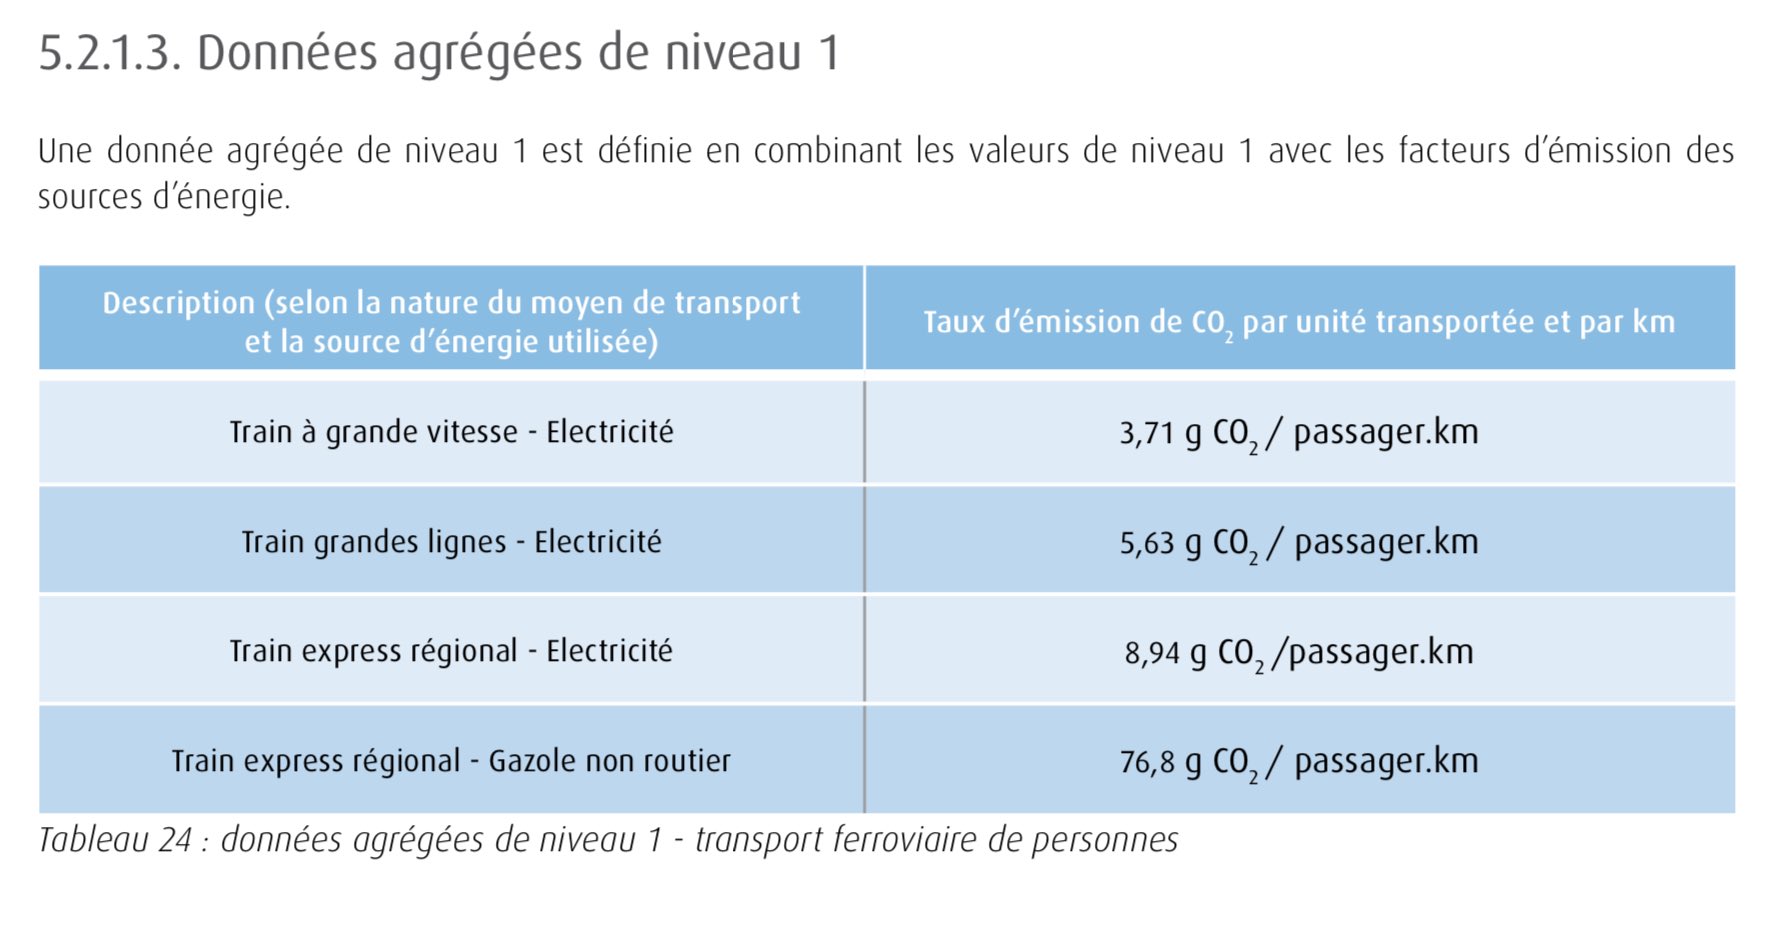 5.2.1.3. Données agrégées de niveau 1
Une donnée agrégée de niveau 1 est définie en combinant les valeurs de niveau 1 avec les facteurs d’émission des
sources d’énergie.
Description (selon la nature du moyen de transport
et la source d’énergie utilisée)
Taux d’émission de CO₂ par unité transportée et par km
Train à grande vitesse - Electricité
3,71 g CO₂ / passager.km
Train grandes lignes - Electricité
5,63 g CO₂ / passager.km
Train express régional - Electricité
8,94 g CO₂ /passager.km
Train express régional - Gazole non routier
76,8 g CO₂ / passager.km
Tableau 24 : données agrégées de niveau 1 - transport ferroviaire de personnes